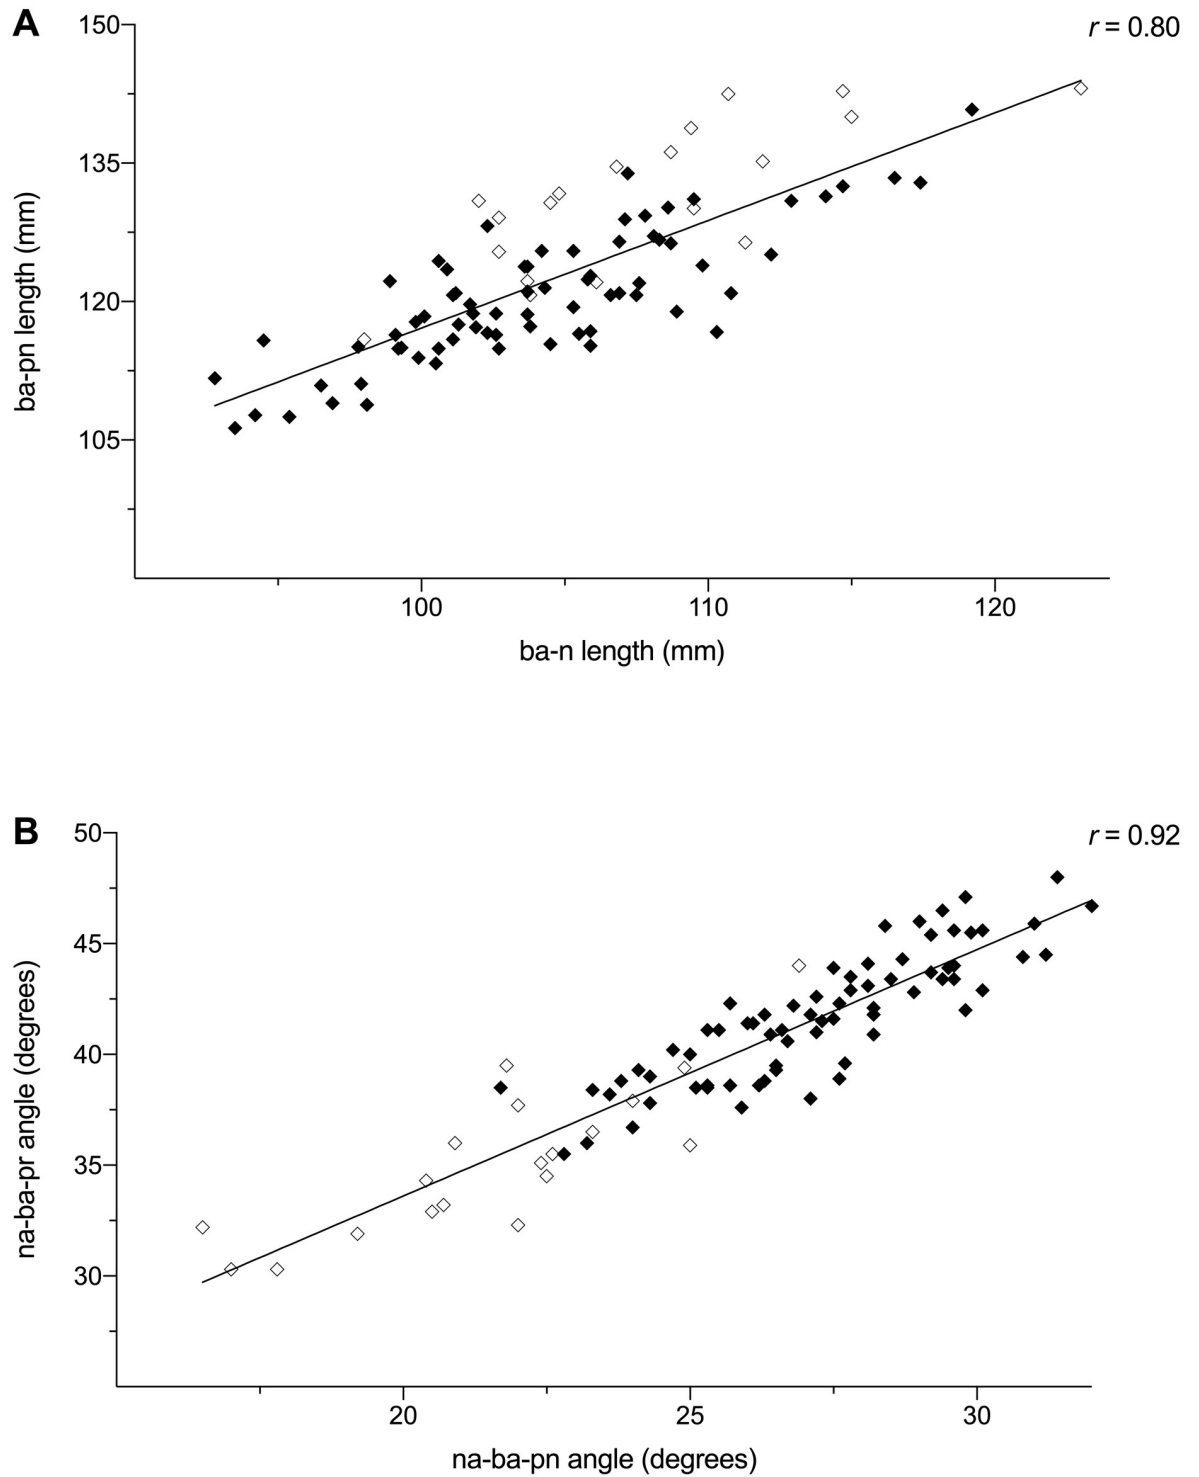 A
150
r = 0.80
135
120
105
ba-pn length (mm)
100 110 120
ba-n length (mm)
B
50
r = 0.92
45
40
35
30
na-ba-pr angle (degrees)
20 25 30
na-ba-pn angle (degrees)